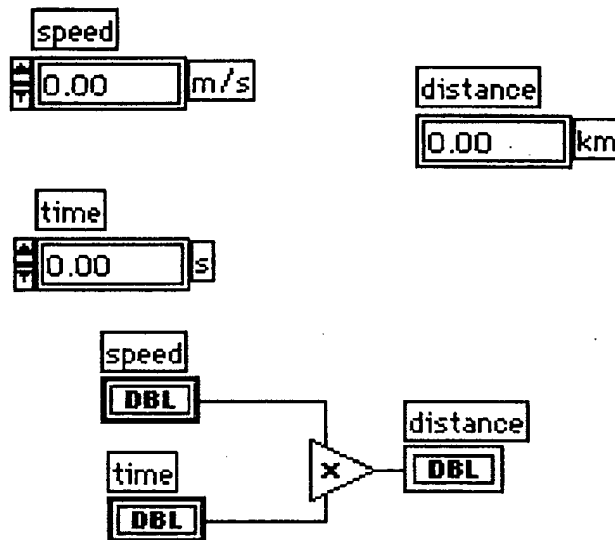 speed
0.00 m/s
distance
0.00 km
time
0.00 s
speed
DBL
distance
DBL
x
time
DBL